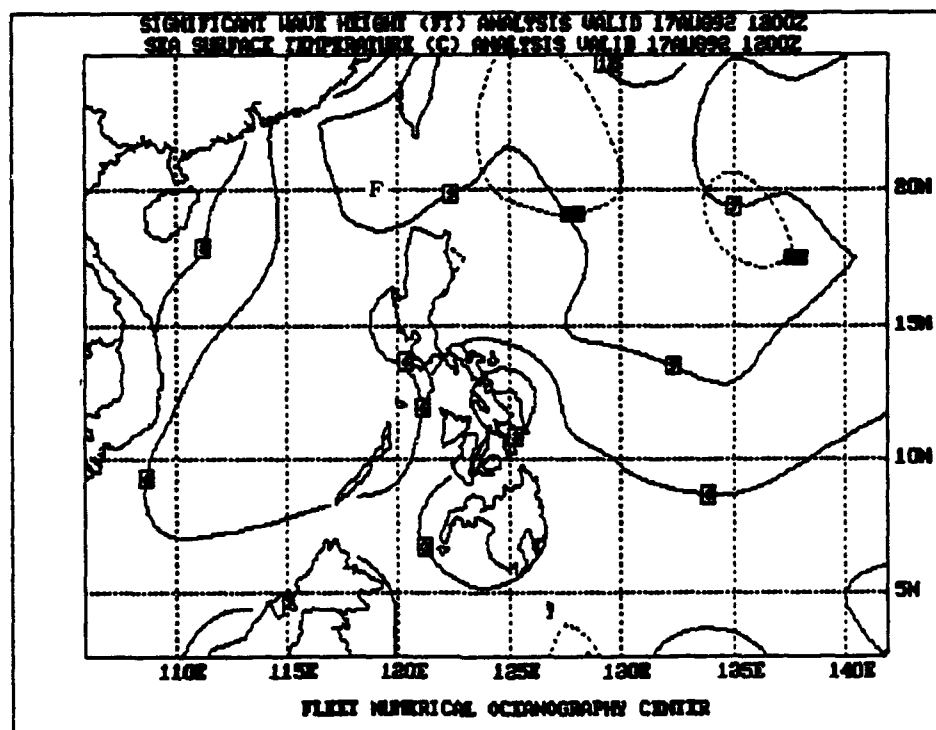 SIGNIFICANT WAVE HEIGHT (FT) ANALYSIS VALID 17AUG92 1200Z
SEA SURFACE TEMPERATURE (C) ANALYSIS VALID 17AUG92 1200Z
12
F
20N
15N
10N
5N
110E 115E 120E 125E 130E 135E 140E
FLEET NUMERICAL OCEANOGRAPHY CENTER